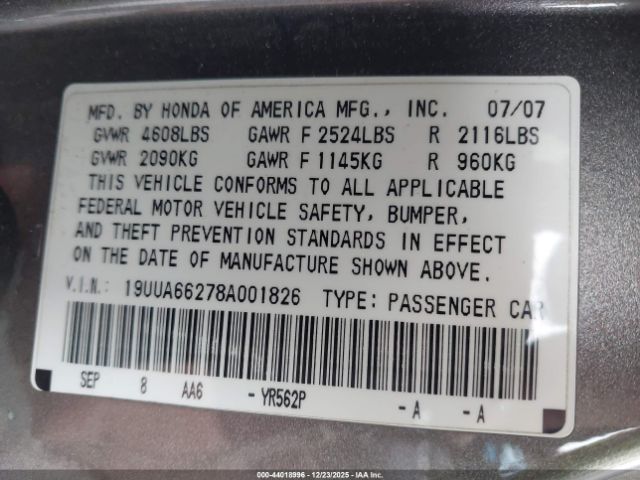 MFD. BY HONDA OF AMERICA MFG., INC. 07/07
GVWR 4608LBS GAWR F 2524LBS R 2116LBS
GVWR 2090KG GAWR F 1145KG R 960KG
THIS VEHICLE CONFORMS TO ALL APPLICABLE
FEDERAL MOTOR VEHICLE SAFETY, BUMPER,
AND THEFT PREVENTION STANDARDS IN EFFECT
ON THE DATE OF MANUFACTURE SHOWN ABOVE.
V.I.N.: 19UUA66278A001826 TYPE: PASSENGER CAR
SEP 8 AA6 -YR562P -A -A
000-44018996 12/23/2025 IAAI.COM